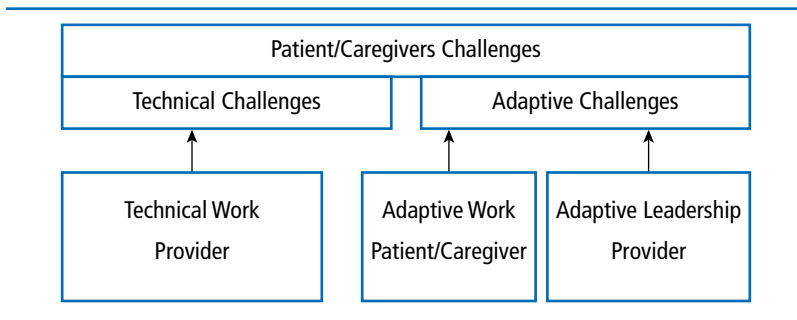 Patient/Caregivers Challenges
Technical Challenges
Adaptive Challenges
Technical Work
Provider
Adaptive Work
Patient/Caregiver
Adaptive Leadership
Provider